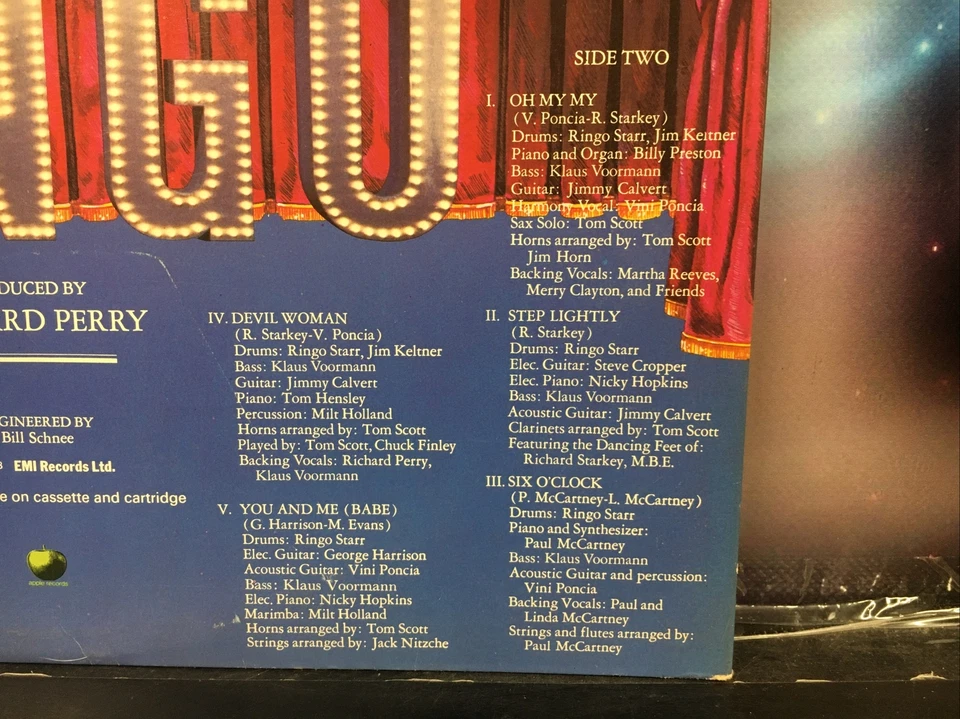 NGO
DUCED BY
RD PERRY
GINEERED BY
Bill Schnee
EMI Records Ltd.
e on cassette and cartridge
apple records
SIDE TWO
I. OH MY MY
(V. Poncia-R. Starkey)
Drums: Ringo Starr, Jim Keltner
Piano and Organ: Billy Preston
Bass: Klaus Voormann
Guitar: Jimmy Calvert
Harmony Vocal: Vini Poncia
Sax Solo: Tom Scott
Horns arranged by: Tom Scott
Jim Horn
Backing Vocals: Martha Reeves,
Merry Clayton, and Friends
II. STEP LIGHTLY
(R. Starkey)
Drums: Ringo Starr
Elec. Guitar: Steve Cropper
Elec. Piano: Nicky Hopkins
Bass: Klaus Voormann
Acoustic Guitar: Jimmy Calvert
Clarinets arranged by: Tom Scott
Featuring the Dancing Feet of:
Richard Starkey, M.B.E.
III. SIX O'CLOCK
(P. McCartney-L. McCartney)
Drums: Ringo Starr
Piano and Synthesizer:
Paul McCartney
Bass: Klaus Voormann
Acoustic Guitar and percussion:
Vini Poncia
Backing Vocals: Paul and
Linda McCartney
Strings and flutes arranged by:
Paul McCartney
IV. DEVIL WOMAN
(R. Starkey-V. Poncia)
Drums: Ringo Starr, Jim Keltner
Bass: Klaus Voormann
Guitar: Jimmy Calvert
Piano: Tom Hensley
Percussion: Milt Holland
Horns arranged by: Tom Scott
Played by: Tom Scott, Chuck Finley
Backing Vocals: Richard Perry,
Klaus Voormann
V. YOU AND ME (BABE)
(G. Harrison-M. Evans)
Drums: Ringo Starr
Elec. Guitar: George Harrison
Acoustic Guitar: Vini Poncia
Bass: Klaus Voormann
Elec. Piano: Nicky Hopkins
Marimba: Milt Holland
Horns arranged by: Tom Scott
Strings arranged by: Jack Nitzche